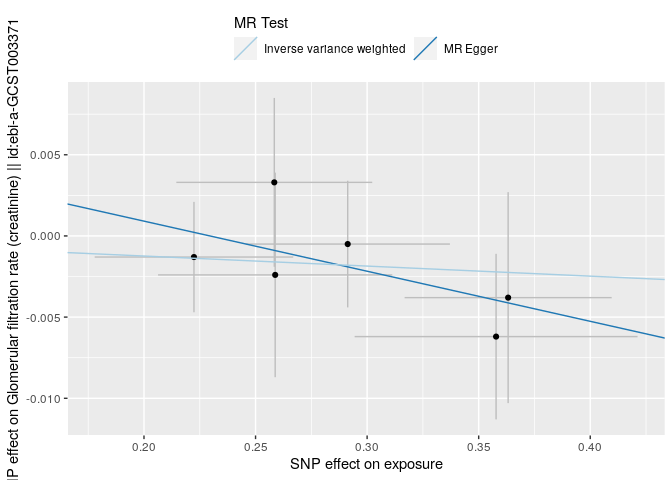 MR Test
Inverse variance weighted
MR Egger
P effect on Glomerular filtration rate (creatinine) || id:ebi-a-GCST003371
0.005
0.000
-0.005
-0.010
0.20
0.25
0.30
0.35
0.40
SNP effect on exposure